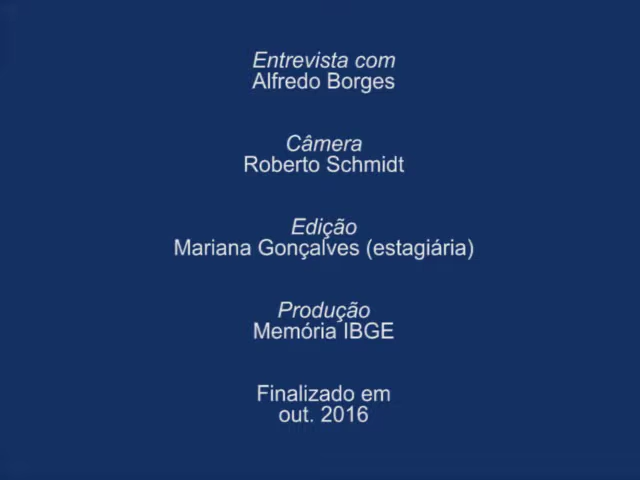 Entrevista com
Alfredo Borges
Câmera
Roberto Schmidt
Edição
Mariana Gonçalves (estagiária)
Produção
Memória IBGE
Finalizado em
out. 2016